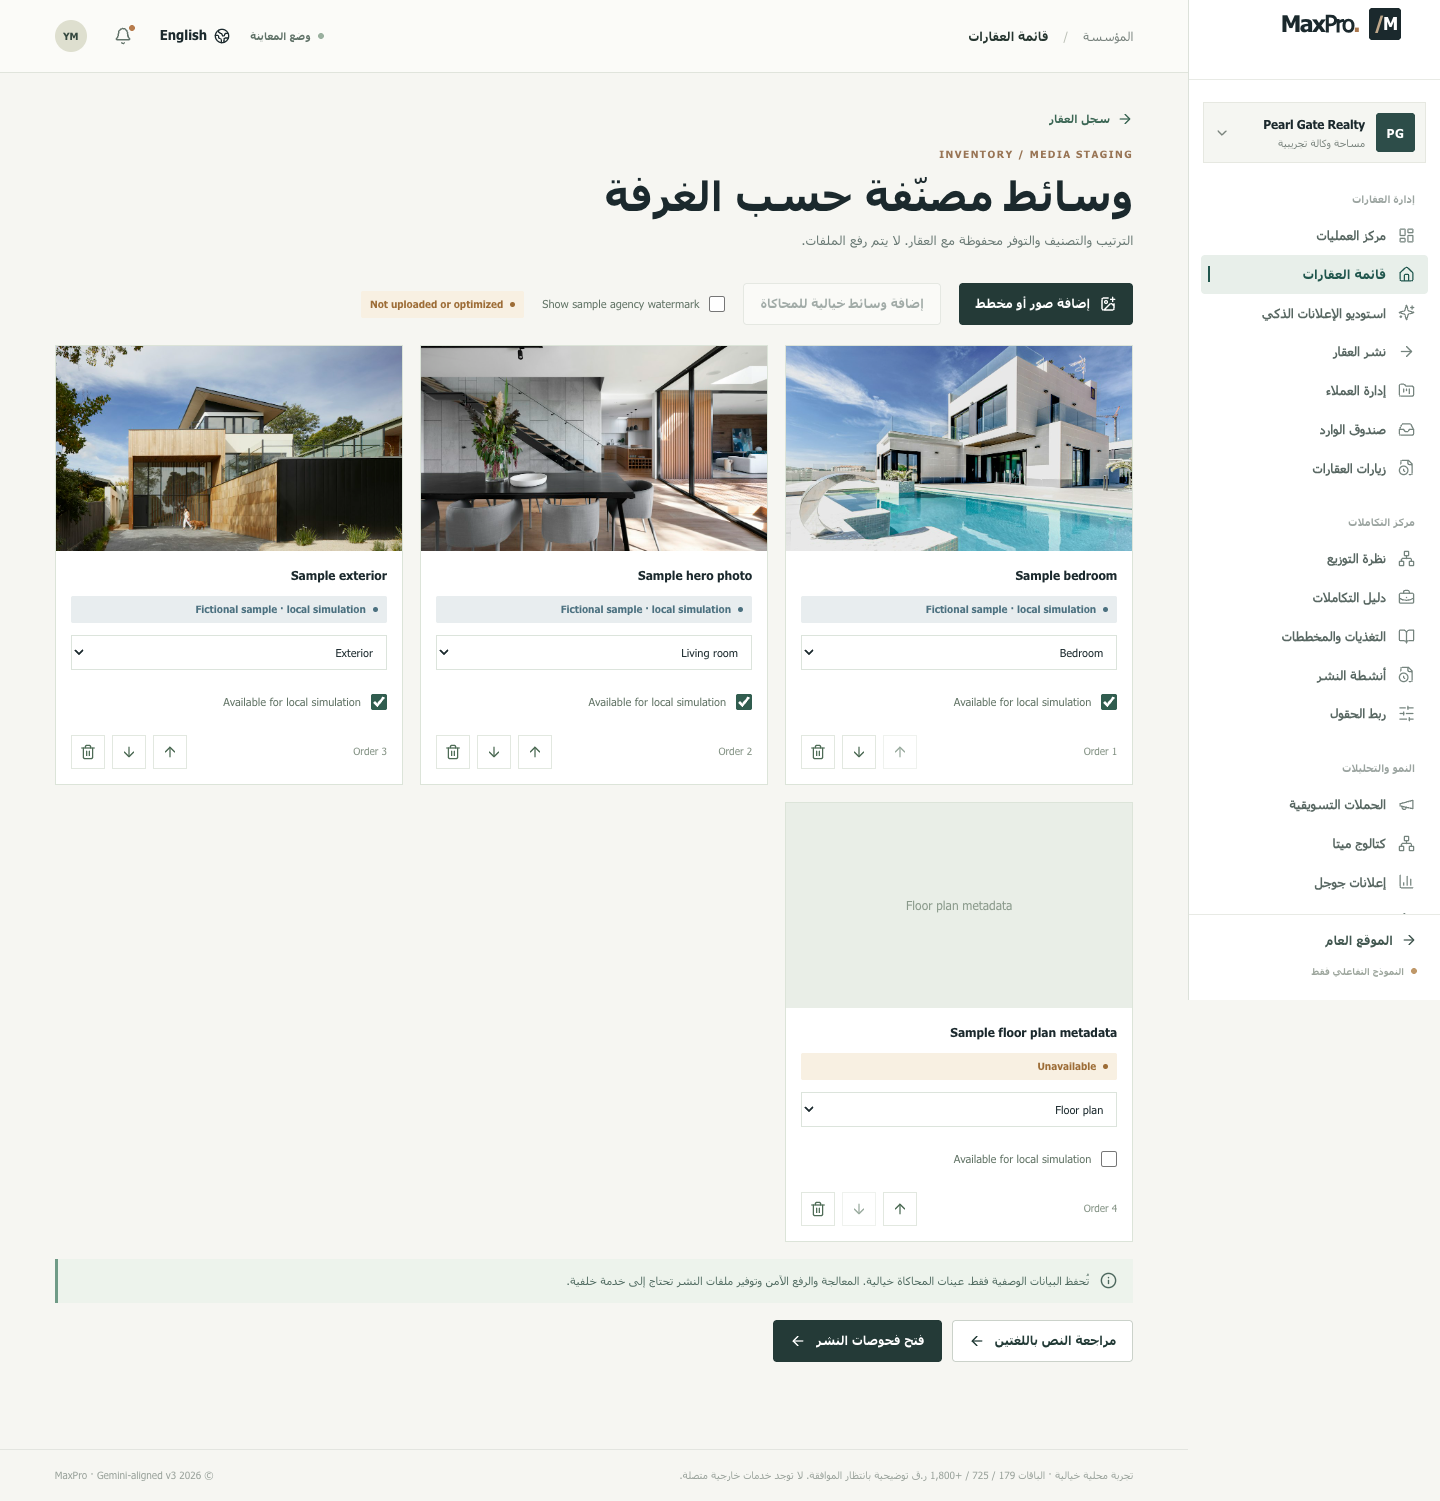 MaxPro.
/M
PG
Pearl Gate Realty
مساحة وكالة تجريبية
إدارة العقارات
مركز العمليات
قائمة العقارات
استوديو الإعلانات الذكي
نشر العقار
إدارة العملاء
صندوق الوارد
زيارات العقارات
مركز التكاملات
نظرة التوزيع
دليل التكاملات
التغذيات والمخططات
أنشطة النشر
ربط الحقول
النمو والتحليلات
الحملات التسويقية
كتالوج ميتا
إعلانات جوجل
الموقع العام
النموذج التفاعلي فقط
المؤسسة / قائمة العقارات
وضع المعاينة
English
YM
سجل العقار
INVENTORY / MEDIA STAGING
وسائط مصنّفة حسب الغرفة
الترتيب والتصنيف والتوفر محفوظة مع العقار. لا يتم رفع الملفات.
إضافة صور أو مخطط
إضافة وسائط خيالية للمحاكاة
Show sample agency watermark
Not uploaded or optimized
Sample bedroom
Fictional sample · local simulation
Bedroom
Available for local simulation
Order 1
Sample hero photo
Fictional sample · local simulation
Living room
Available for local simulation
Order 2
Sample exterior
Fictional sample · local simulation
Exterior
Available for local simulation
Order 3
Floor plan metadata
Sample floor plan metadata
Unavailable
Floor plan
Available for local simulation
Order 4
تُحفظ البيانات الوصفية فقط. عينات المحاكاة خيالية. المعالجة والرفع الآمن وتوفير ملفات النشر تحتاج إلى خدمة خلفية.
مراجعة النص باللغتين
فتح فحوصات النشر
تجربة محلية خيالية · الباقات 179 / 725 / +1,800 ر.ق توضيحية بانتظار الموافقة. لا توجد خدمات خارجية متصلة.
MaxPro · Gemini-aligned v3 2026 ©